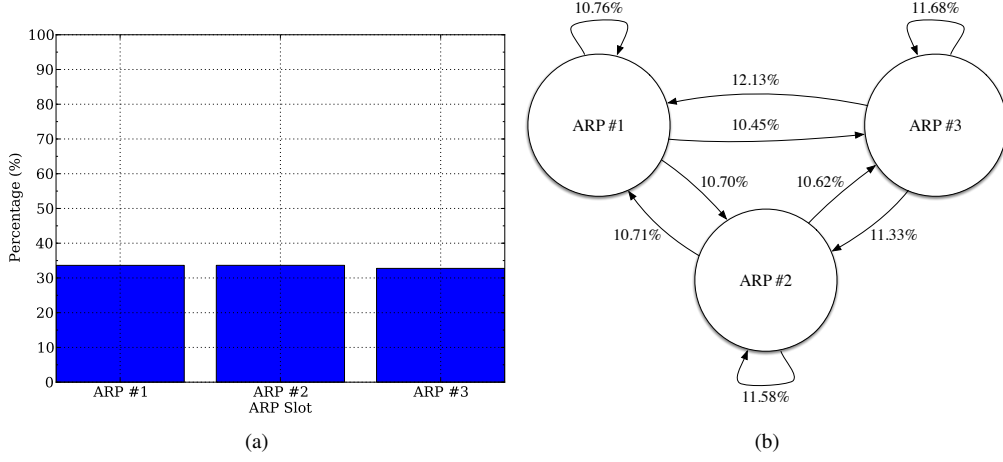 100
90
80
70
60
50
40
30
20
10
0
Percentage (%)
ARP #1 ARP #2 ARP #3
ARP Slot
(a)
10.76% 11.68%
12.13%
ARP #1 10.45% ARP #3
10.70% 10.62%
10.71% 11.33%
ARP #2
11.58%
(b)